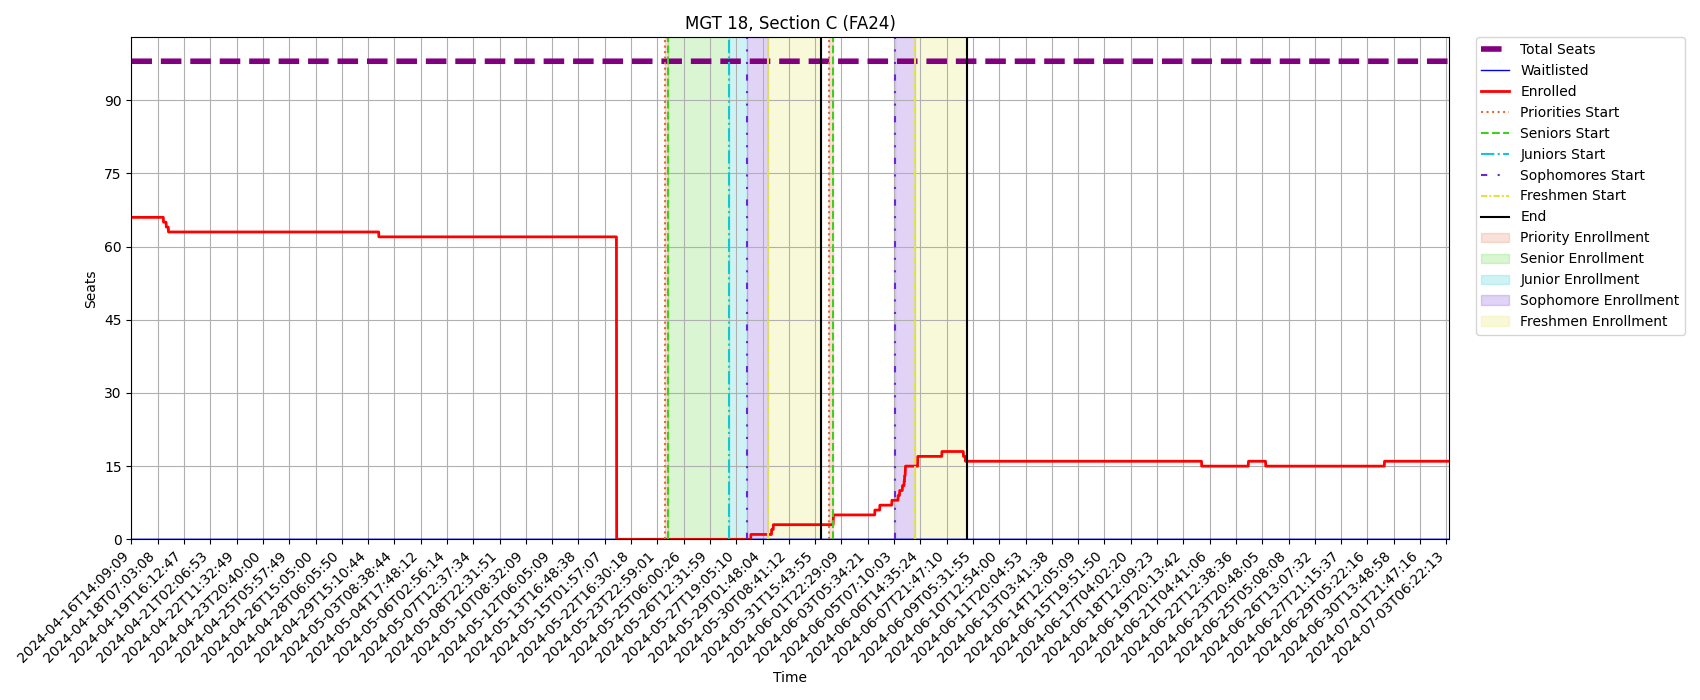 MGT 18, Section C (FA24)
Total Seats
Waitlisted
Enrolled
Priorities Start
Seniors Start
Juniors Start
Sophomores Start
Freshmen Start
End
Priority Enrollment
Senior Enrollment
Junior Enrollment
Sophomore Enrollment
Freshmen Enrollment
Seats
90
75
60
45
30
15
0
2024-04-16T14:09:09
2024-04-18T07:03:08
2024-04-19T16:12:47
2024-04-21T02:06:53
2024-04-22T11:32:49
2024-04-23T20:40:00
2024-04-25T05:57:49
2024-04-26T15:05:00
2024-04-28T06:05:50
2024-04-29T15:10:44
2024-05-03T08:38:44
2024-05-04T17:48:12
2024-05-06T02:56:14
2024-05-07T12:37:34
2024-05-08T22:31:51
2024-05-10T08:32:09
2024-05-12T06:05:09
2024-05-13T16:48:38
2024-05-15T01:57:07
2024-05-22T16:30:18
2024-05-23T22:59:01
2024-05-25T06:00:26
2024-05-26T12:31:59
2024-05-27T19:05:10
2024-05-29T01:48:04
2024-05-30T08:41:12
2024-05-31T15:43:55
2024-06-01T22:29:09
2024-06-03T05:34:21
2024-06-05T07:10:03
2024-06-06T14:35:24
2024-06-07T21:47:10
2024-06-09T05:31:55
2024-06-10T12:54:00
2024-06-11T20:04:53
2024-06-13T03:41:38
2024-06-14T12:05:09
2024-06-15T19:51:50
2024-06-17T04:02:20
2024-06-18T12:09:23
2024-06-19T20:13:42
2024-06-21T04:41:06
2024-06-22T12:38:36
2024-06-23T20:48:05
2024-06-25T05:08:08
2024-06-26T13:07:32
2024-06-27T21:15:37
2024-06-29T05:22:16
2024-06-30T13:48:58
2024-07-01T21:47:16
2024-07-03T06:22:13
Time